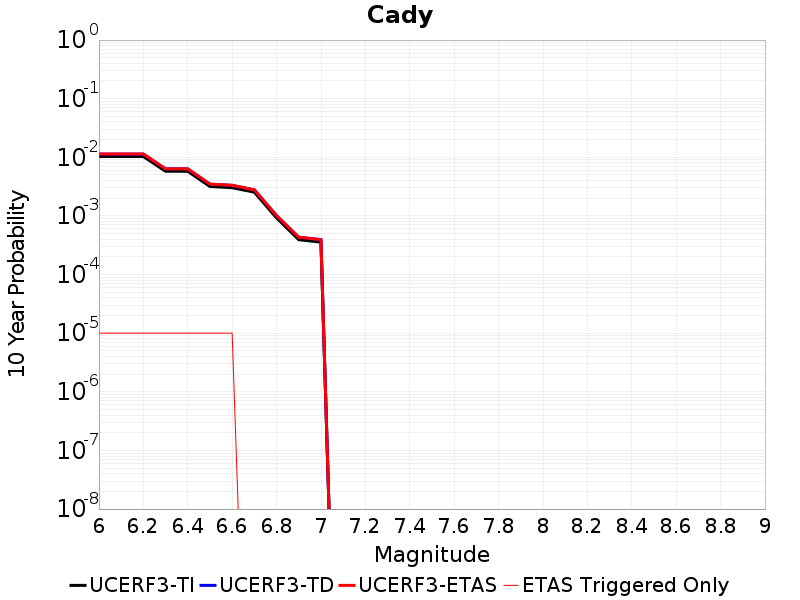 Cady
10 Year Probability
10^0
10^-1
10^-2
10^-3
10^-4
10^-5
10^-6
10^-7
10^-8
6 6.2 6.4 6.6 6.8 7 7.2 7.4 7.6 7.8 8 8.2 8.4 8.6 8.8 9
Magnitude
UCERF3-TI UCERF3-TD UCERF3-ETAS ETAS Triggered Only